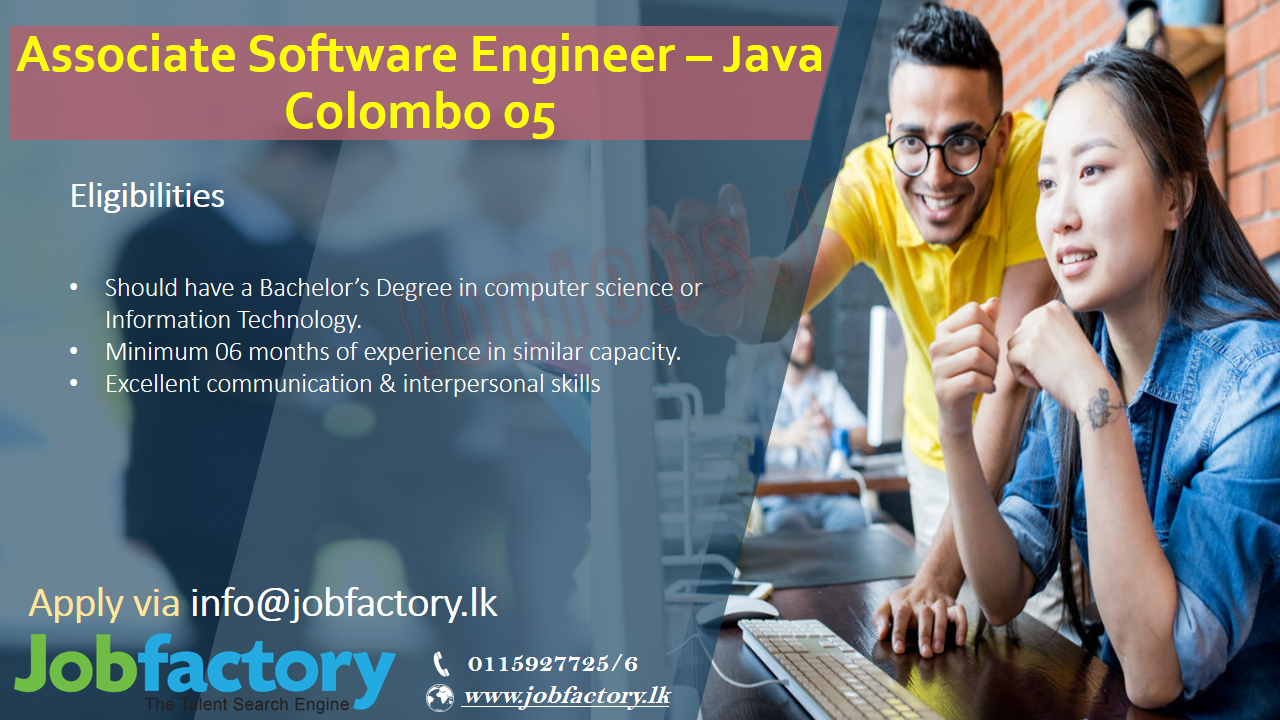 Associate Software Engineer – Java
Colombo 05
Eligibilities
• Should have a Bachelor’s Degree in computer science or
Information Technology.
• Minimum 06 months of experience in similar capacity.
• Excellent communication & interpersonal skills
topjobs.lk
Apply via info@jobfactory.lk
Jobfactory
The Talent Search Engine
0115927725/6
www.jobfactory.lk